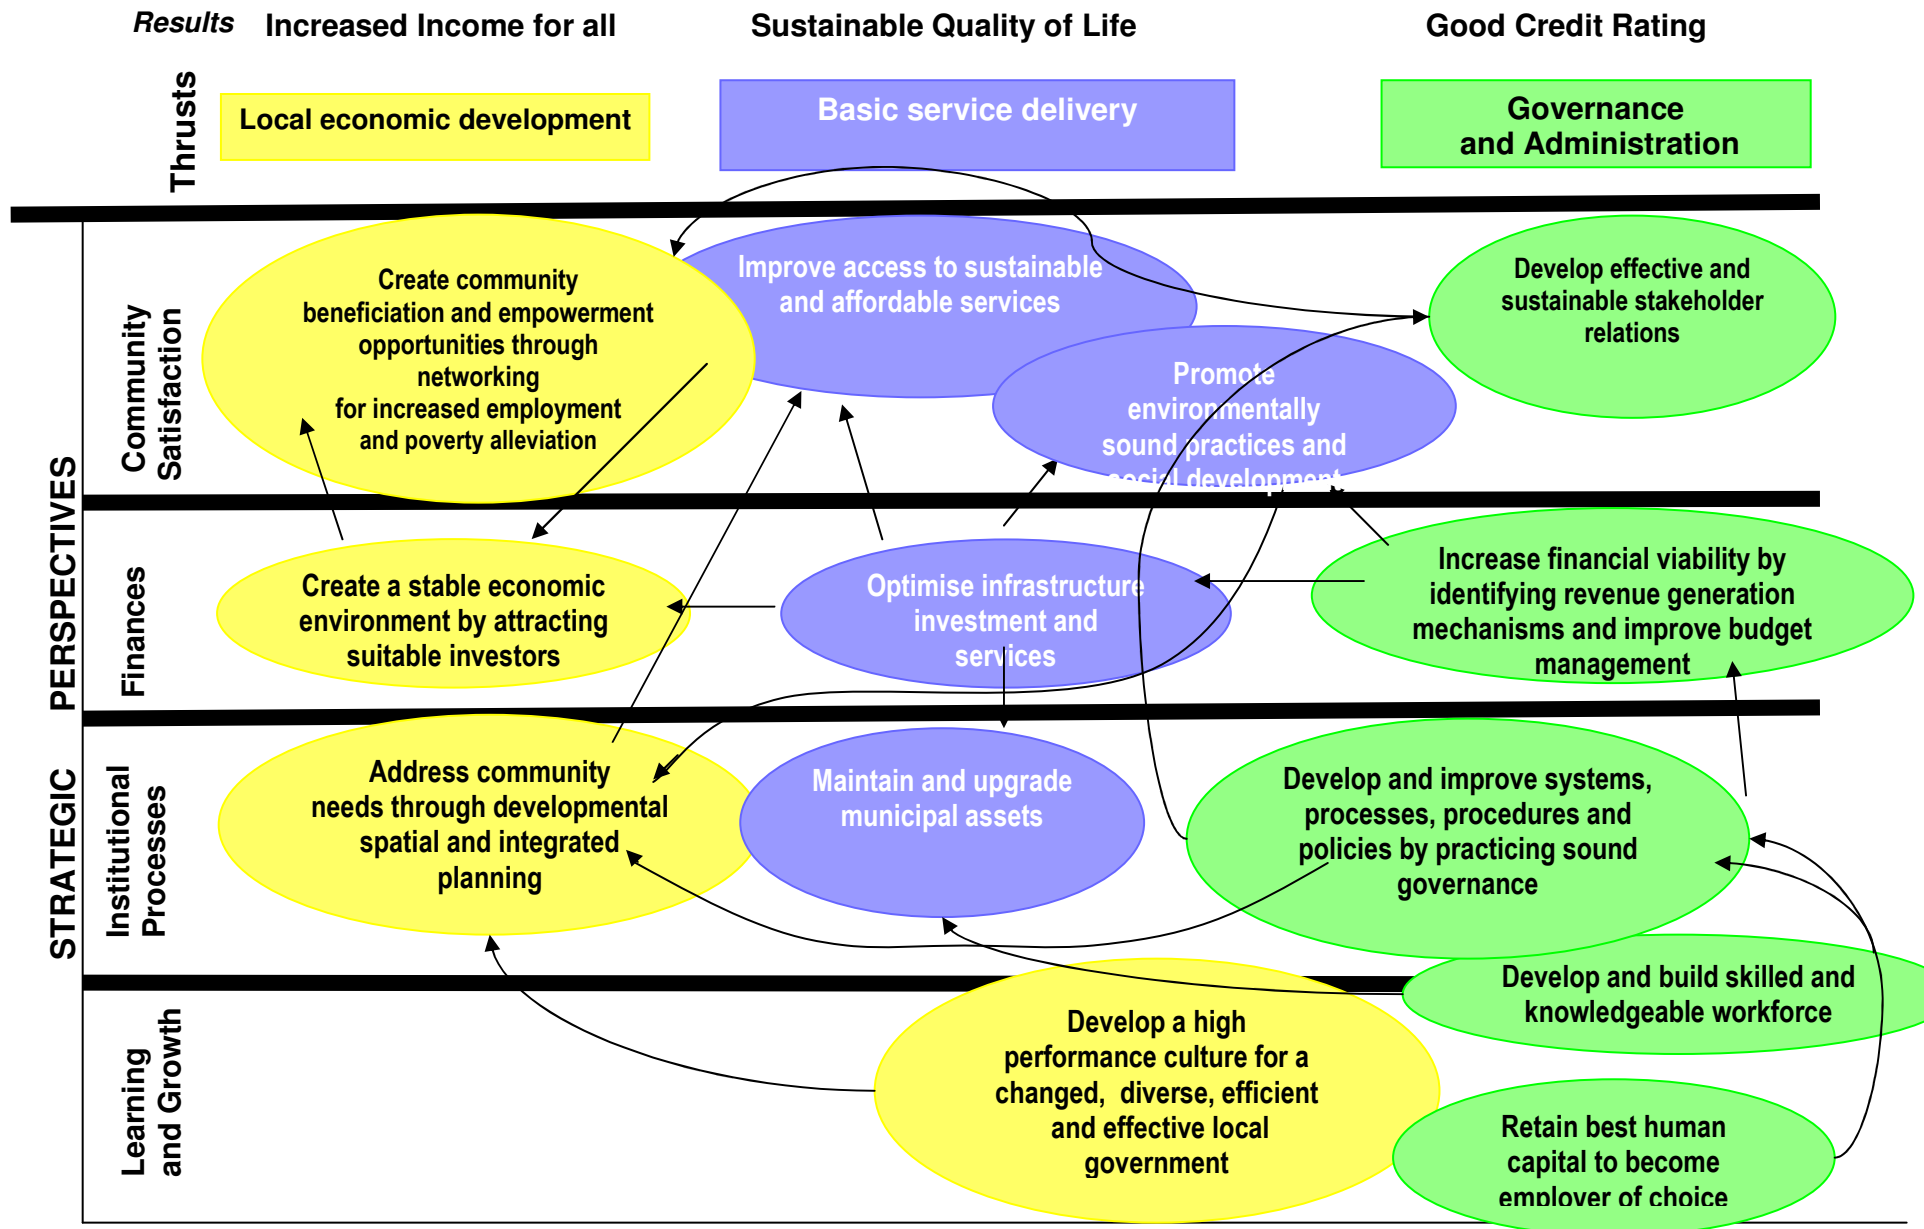 Results
Increased Income for all
Sustainable Quality of Life
Good Credit Rating
Thrusts
Local economic development
Basic service delivery
Governance
and Administration
STRATEGIC PERSPECTIVES
Community
Satisfaction
Create community
beneficiation and empowerment
opportunities through
networking
for increased employment
and poverty alleviation
Improve access to sustainable
and affordable services
Promote
environmentally
sound practices and
social development
Develop effective and
sustainable stakeholder
relations
Finances
Create a stable economic
environment by attracting
suitable investors
Optimise infrastructure
investment and
services
Increase financial viability by
identifying revenue generation
mechanisms and improve budget
management
Institutional
Processes
Address community
needs through developmental
spatial and integrated
planning
Maintain and upgrade
municipal assets
Develop and improve systems,
processes, procedures and
policies by practicing sound
governance
Learning
and Growth
Develop a high
performance culture for a
changed, diverse, efficient
and effective local
government
Develop and build skilled and
knowledgeable workforce
Retain best human
capital to become
employer of choice